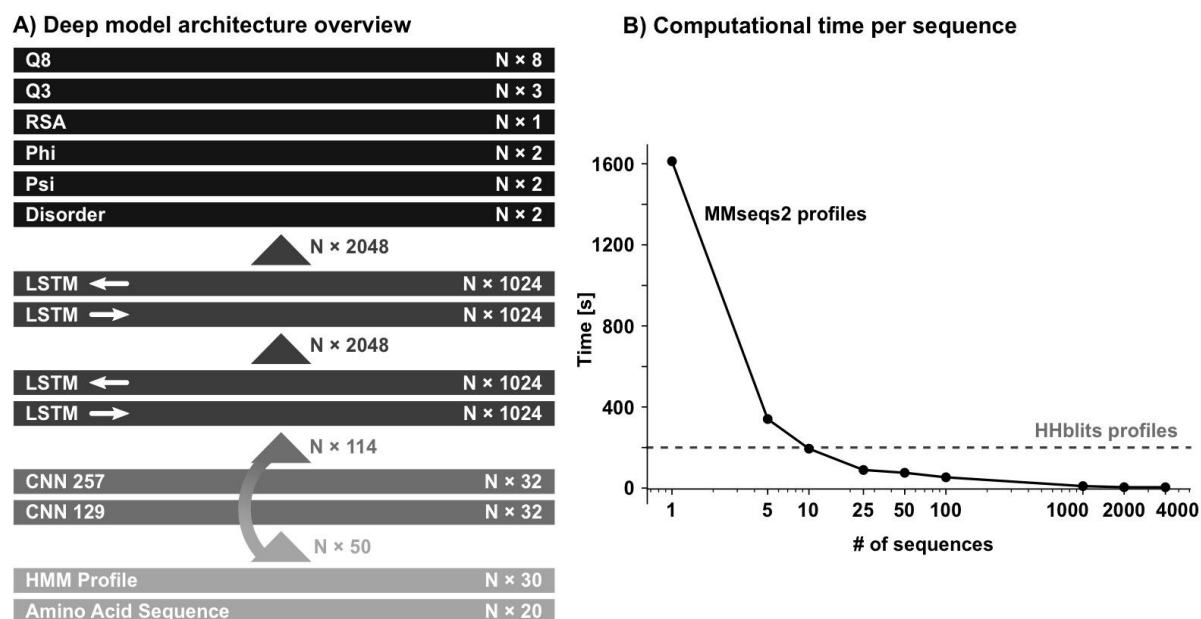 A) Deep model architecture overview
Q8 N × 8
Q3 N × 3
RSA N × 1
Phi N × 2
Psi N × 2
Disorder N × 2
N × 2048
LSTM N × 1024
LSTM N × 1024
N × 2048
LSTM N × 1024
LSTM N × 1024
N × 114
CNN 257 N × 32
CNN 129 N × 32
N × 50
HMM Profile N × 30
Amino Acid Sequence N × 20
B) Computational time per sequence
Time [s]
1600
1200
800
400
0
MMseqs2 profiles
HHblits profiles
1 5 10 25 50 100 1000 2000 4000
# of sequences